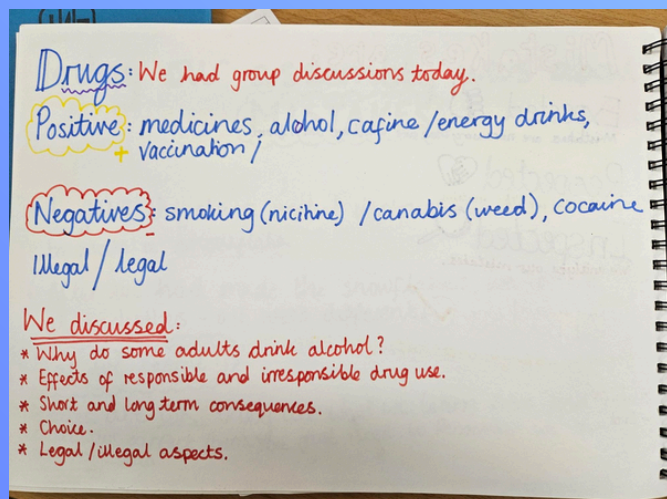 Drugs: We had group discussions today.
Positive: medicines, alohol, cafine/energy drinks,
+ vaccination /
Negatives: smoking (nicitine) / canabis (weed), cocaine
Illegal / legal
We discussed:
* Why do some adults drink alcohol?
* Effects of responsible and irresponsible drug use.
* Short and long term consequences.
* Choice.
* Legal/illegal aspects.